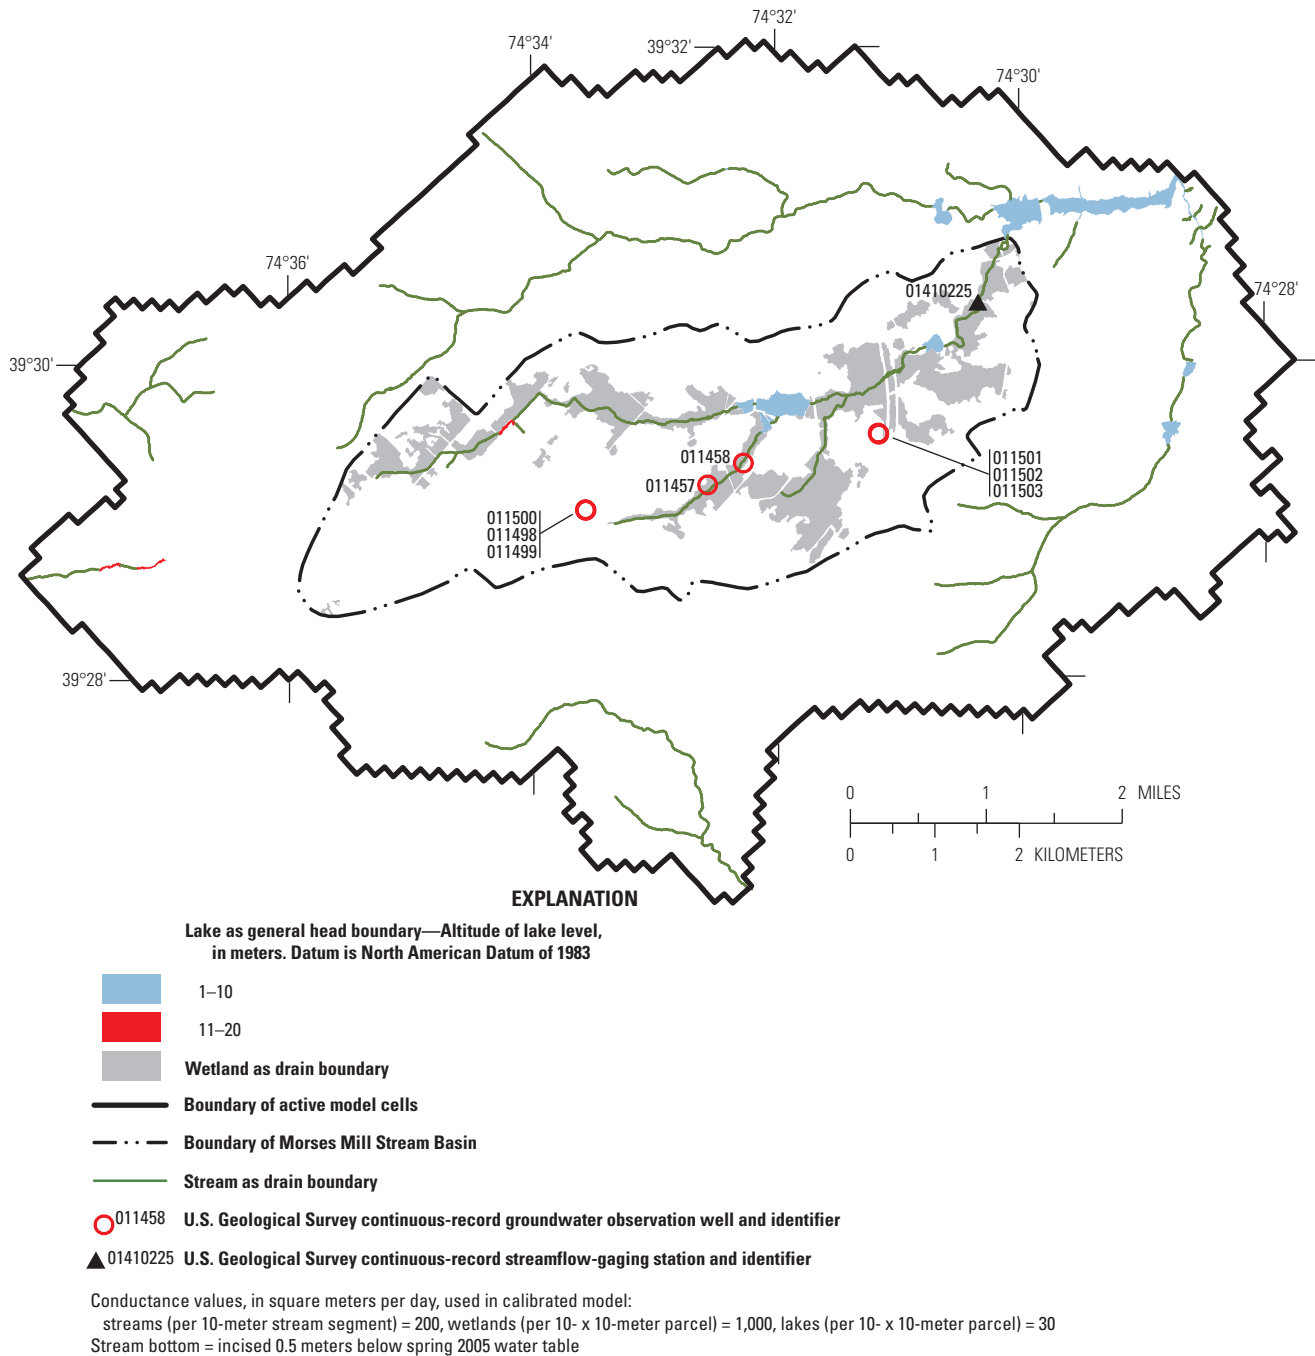 74°32'
74°34'
39°32'
74°30'
74°36'
74°28'
01410225
39°30'
011458
011457
011501
011502
011503
011500
011498
011499
39°28'
0 1 2 MILES
0 1 2 KILOMETERS
EXPLANATION
Lake as general head boundary—Altitude of lake level,
in meters. Datum is North American Datum of 1983
1–10
11–20
Wetland as drain boundary
Boundary of active model cells
Boundary of Morses Mill Stream Basin
Stream as drain boundary
011458 U.S. Geological Survey continuous-record groundwater observation well and identifier
01410225 U.S. Geological Survey continuous-record streamflow-gaging station and identifier
Conductance values, in square meters per day, used in calibrated model:
streams (per 10-meter stream segment) = 200, wetlands (per 10- x 10-meter parcel) = 1,000, lakes (per 10- x 10-meter parcel) = 30
Stream bottom = incised 0.5 meters below spring 2005 water table